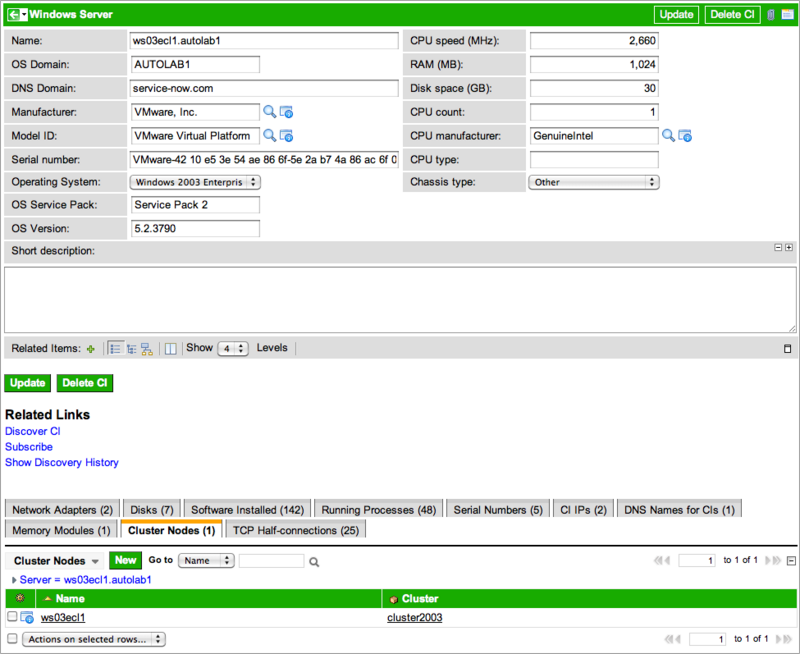 Windows Server Update Delete CI
Name: ws03ecl1.autolab1 CPU speed (MHz): 2,660
OS Domain: AUTOLAB1 RAM (MB): 1,024
DNS Domain: service-now.com Disk space (GB): 30
Manufacturer: VMware, Inc. CPU count: 1
Model ID: VMware Virtual Platform CPU manufacturer: GenuineIntel
Serial number: VMware-42 10 e5 3e 54 ae 86 6f-5e 2a b7 4a 86 ac 6f 0 CPU type:
Operating System: Windows 2003 Enterpris Chassis type: Other
OS Service Pack: Service Pack 2
OS Version: 5.2.3790
Short description:
Related Items: Show 4 Levels
Update Delete CI
Related Links
Discover CI
Subscribe
Show Discovery History
Network Adapters (2) Disks (7) Software Installed (142) Running Processes (48) Serial Numbers (5) CI IPs (2) DNS Names for CIs (1)
Memory Modules (1) Cluster Nodes (1) TCP Half-connections (25)
Cluster Nodes New Go to Name 1 to 1 of 1
Server = ws03ecl1.autolab1
Name Cluster
ws03ecl1 cluster2003
Actions on selected rows... 1 to 1 of 1